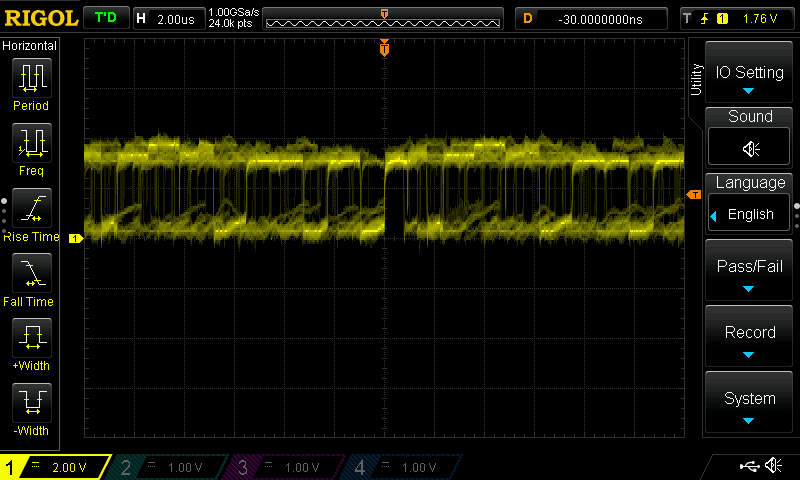 RIGOL T'D H 2.00us 1.00GSa/s 24.0k pts T D -30.0000000ns T 1 1.76 V
Horizontal
Period
Freq
Rise Time
Fall Time
+Width
-Width
T
T
1
Utility
IO Setting
Sound
Language
English
Pass/Fail
Record
System
1 2.00 V 2 1.00 V 3 1.00 V 4 1.00 V